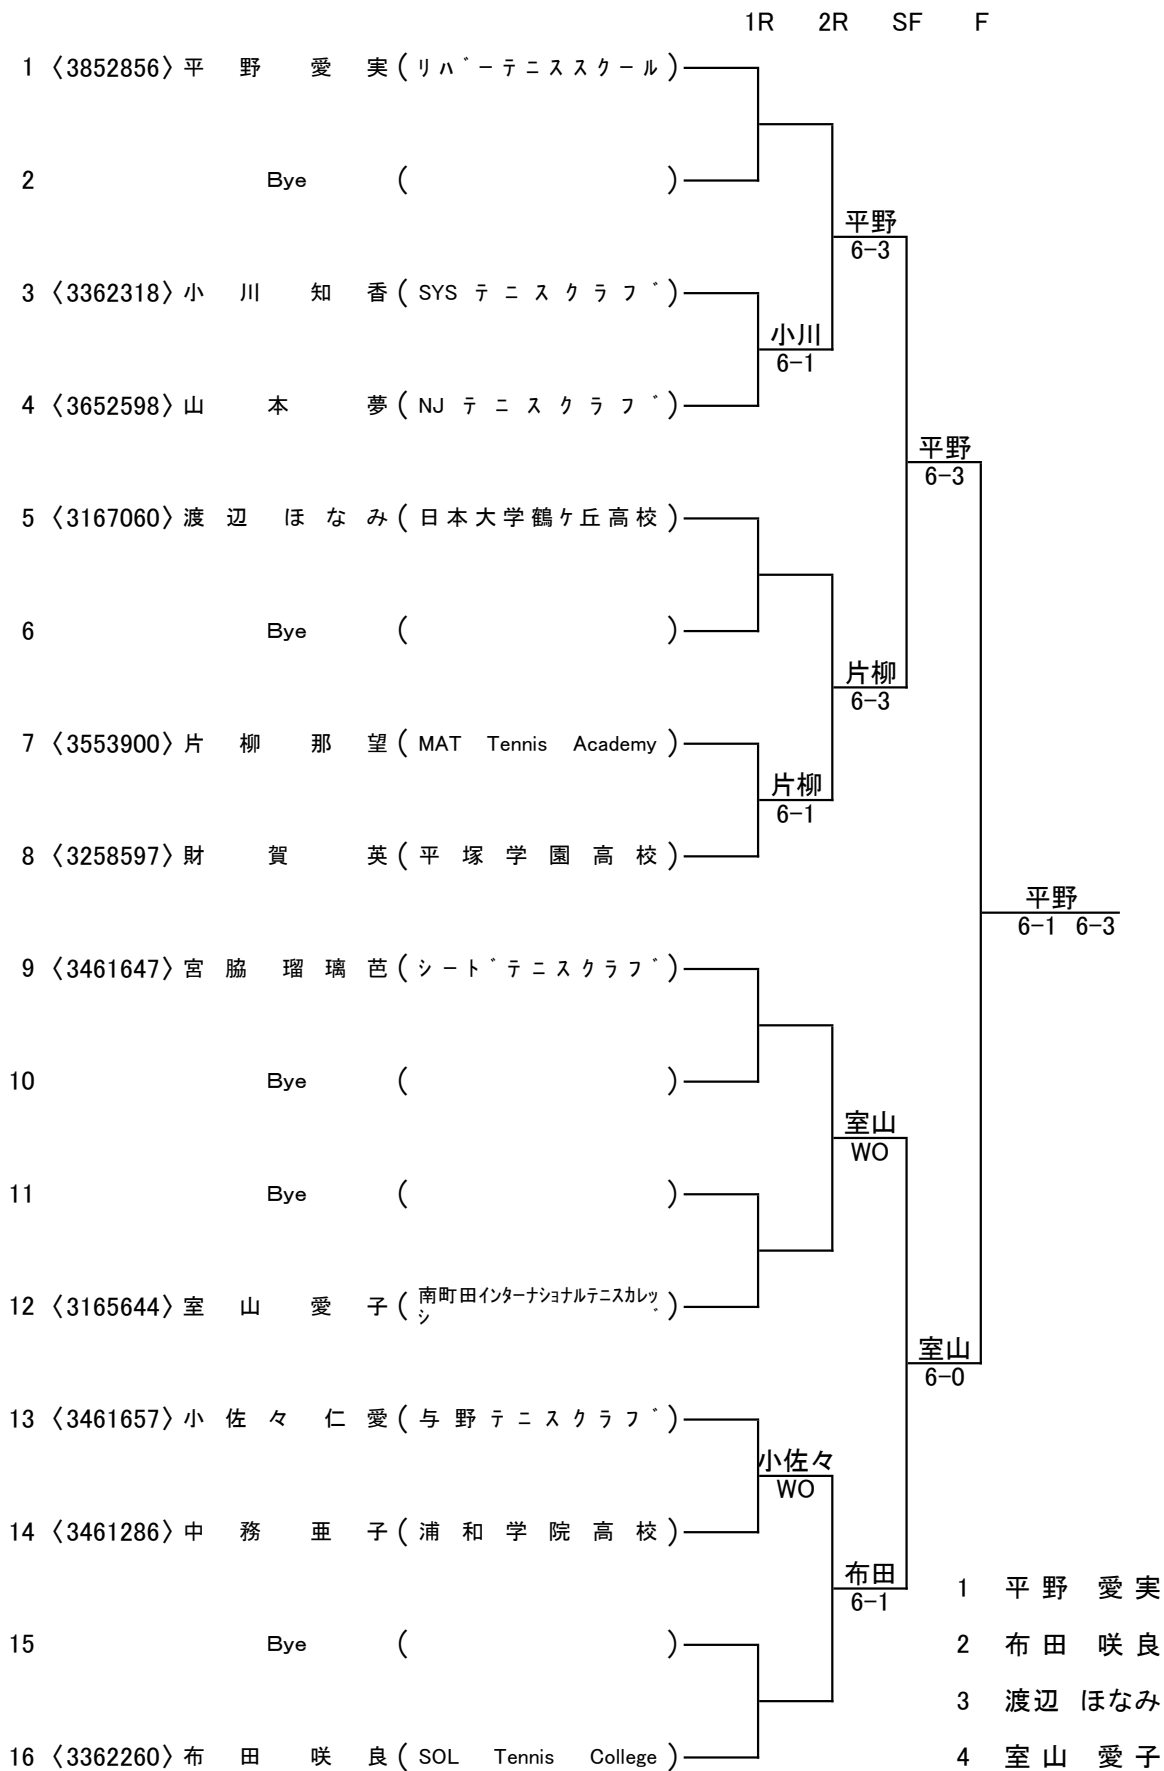 1R 2R SF F
1 〈3852856〉 平野 愛実 (リバーテニススクール)
2 Bye ( )
平野
6-3
3 〈3362318〉 小川 知香 (SYSテニスクラブ)
小川
6-1
4 〈3652598〉 山本 夢 (NJテニスクラブ)
平野
6-3
5 〈3167060〉 渡辺 ほなみ (日本大学鶴ケ丘高校)
6 Bye ( )
片柳
6-3
7 〈3553900〉 片柳 那望 (MAT Tennis Academy)
片柳
6-1
8 〈3258597〉 財賀 英 (平塚学園高校)
平野
6-1 6-3
9 〈3461647〉 宮脇 瑠璃芭 (シードテニスクラブ)
10 Bye ( )
室山
WO
11 Bye ( )
12 〈3165644〉 室山 愛子 (南町田インターナショナルテニスカレッジ)
室山
6-0
13 〈3461657〉 小佐々 仁愛 (与野テニスクラブ)
小佐々
WO
14 〈3461286〉 中務 亜子 (浦和学院高校)
布田
6-1
1 平野 愛実
15 Bye ( )
2 布田 咲良
3 渡辺 ほなみ
16 〈3362260〉 布田 咲良 (SOL Tennis College)
4 室山 愛子